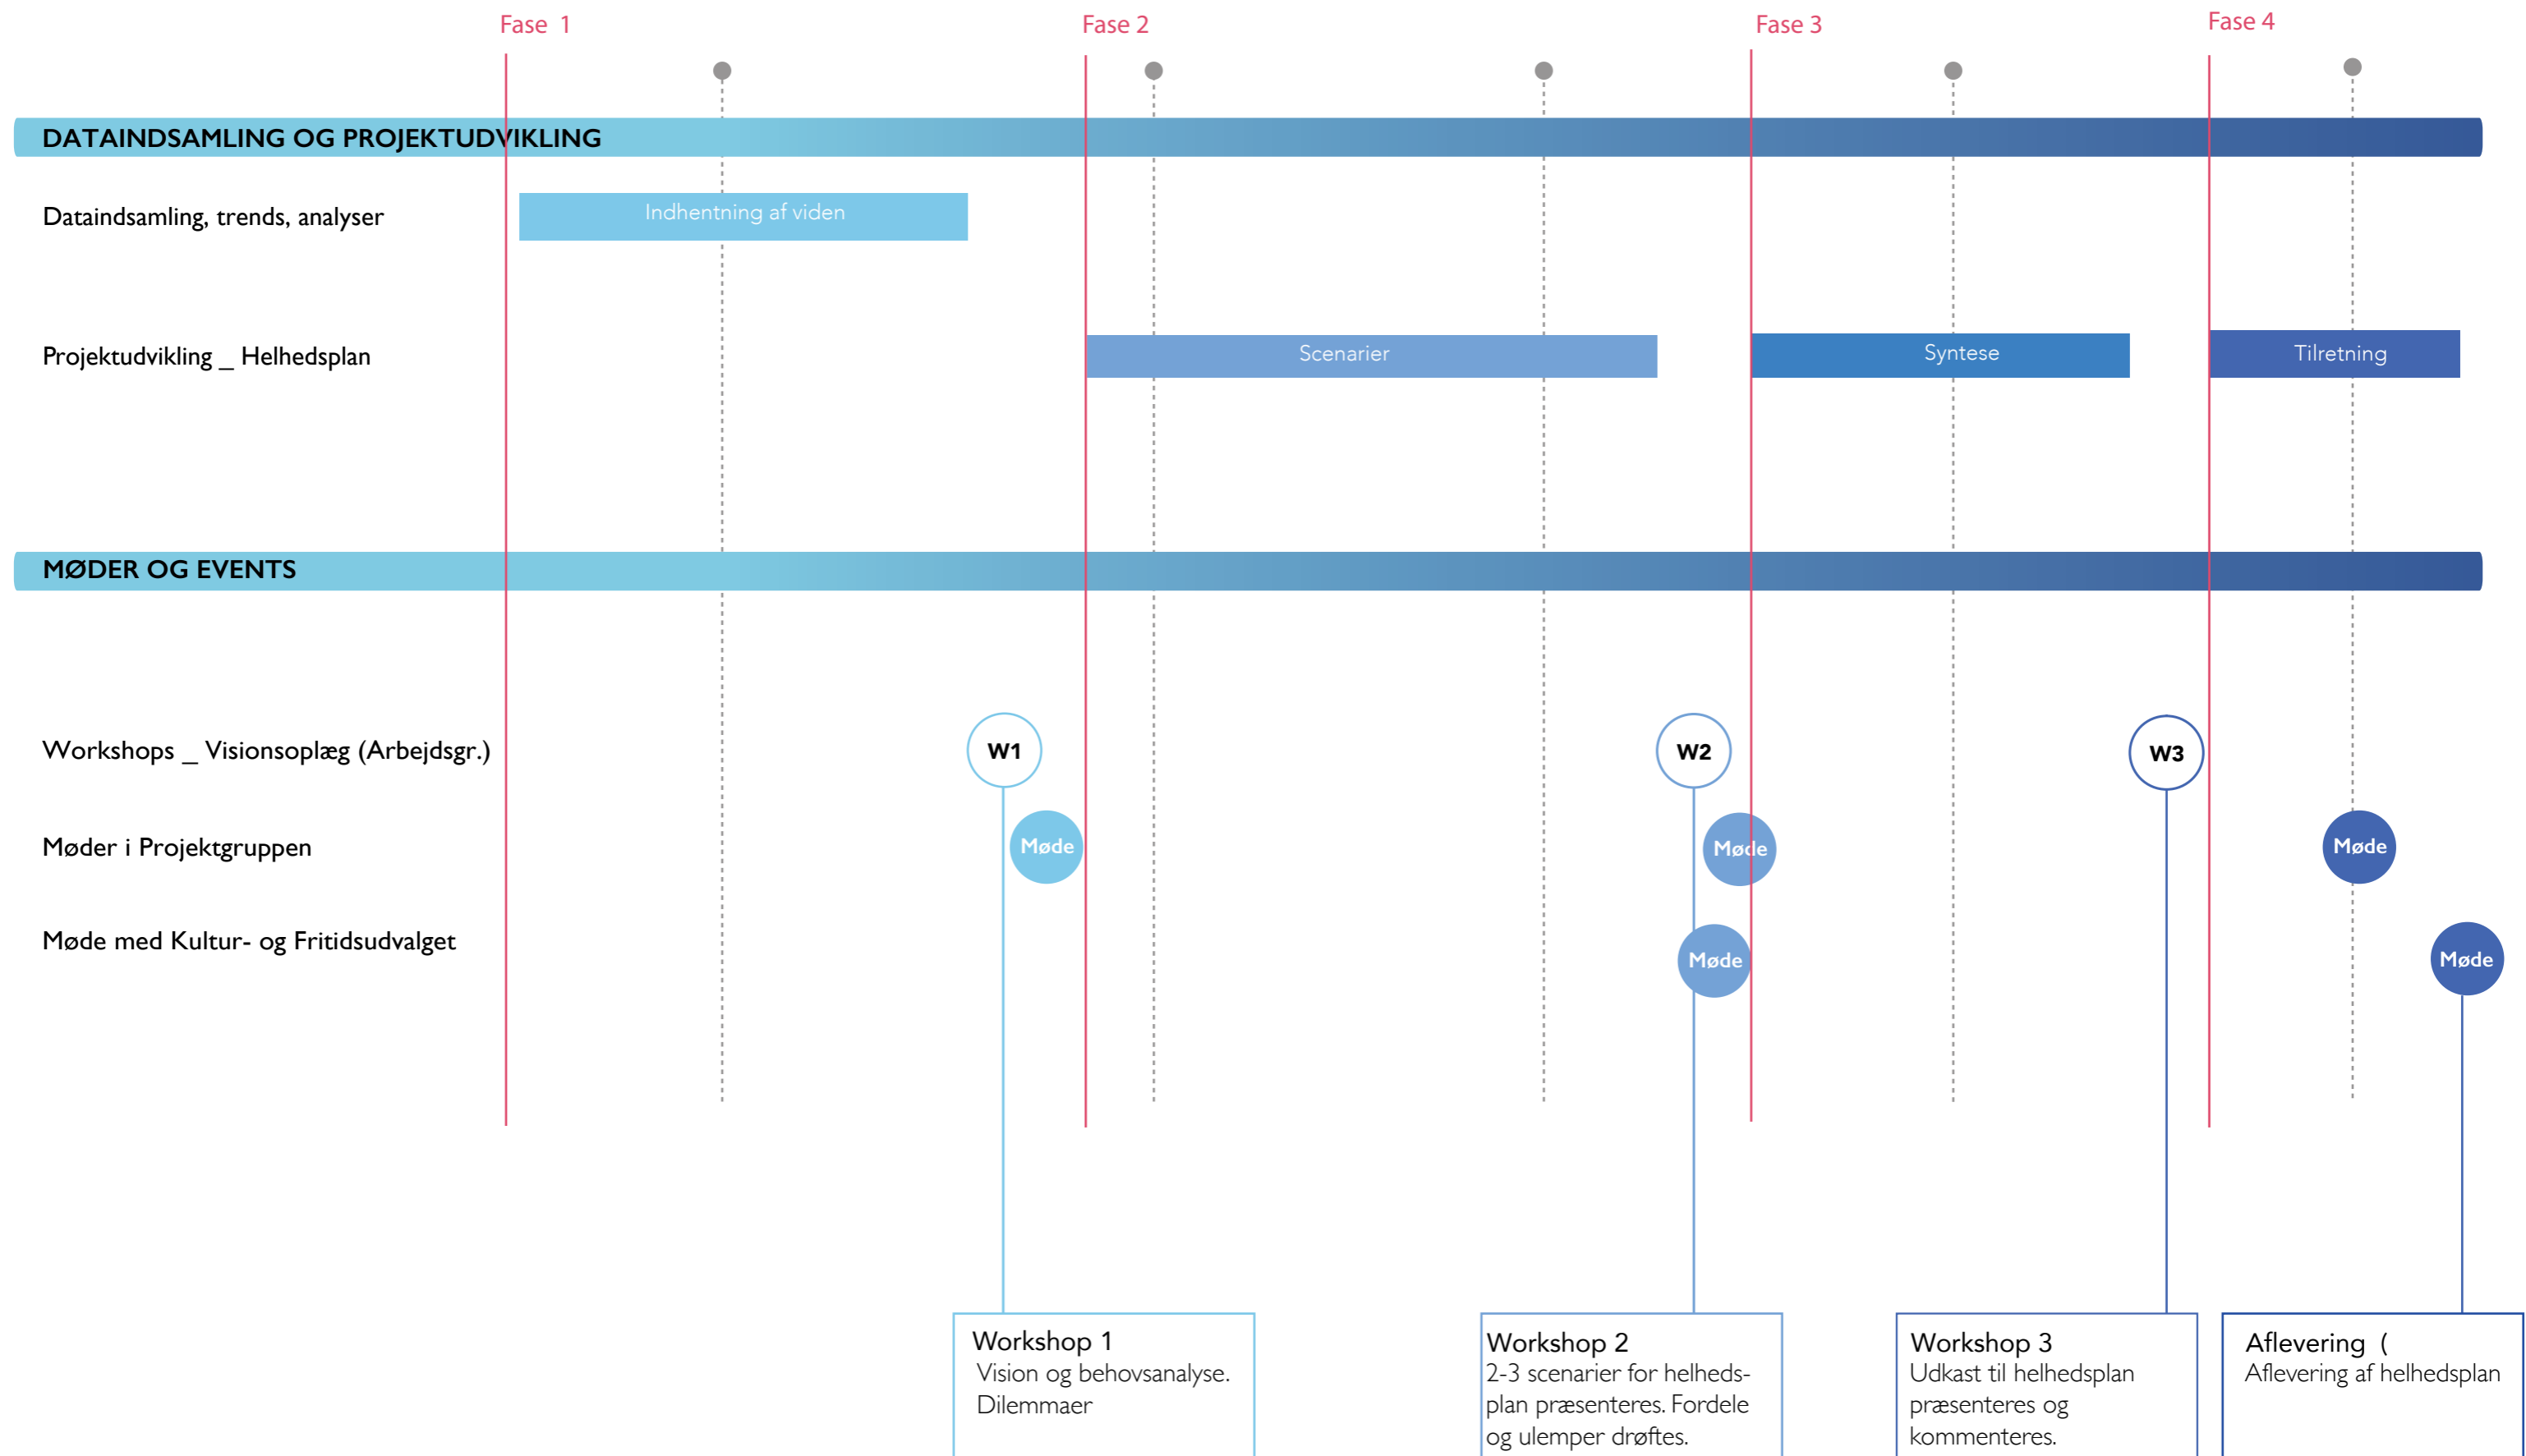 Fase 1
Fase 2
Fase 3
Fase 4
DATAINDSAMLING OG PROJEKTUDVIKLING
Dataindsamling, trends, analyser
Indhentning af viden
Projektudvikling _ Helhedsplan
Scenarier
Syntese
Tilretning
MØDER OG EVENTS
Workshops _ Visionsoplæg (Arbejdsgr.)
W1
W2
W3
Møder i Projektgruppen
Møde
Møde
Møde
Møde med Kultur- og Fritidsudvalget
Møde
Møde
Workshop 1
Vision og behovsanalyse.
Dilemmaer
Workshop 2
2-3 scenarier for helheds-
plan præsenteres. Fordele
og ulemper drøftes.
Workshop 3
Udkast til helhedsplan
præsenteres og
kommenteres.
Aflevering (
Aflevering af helhedsplan